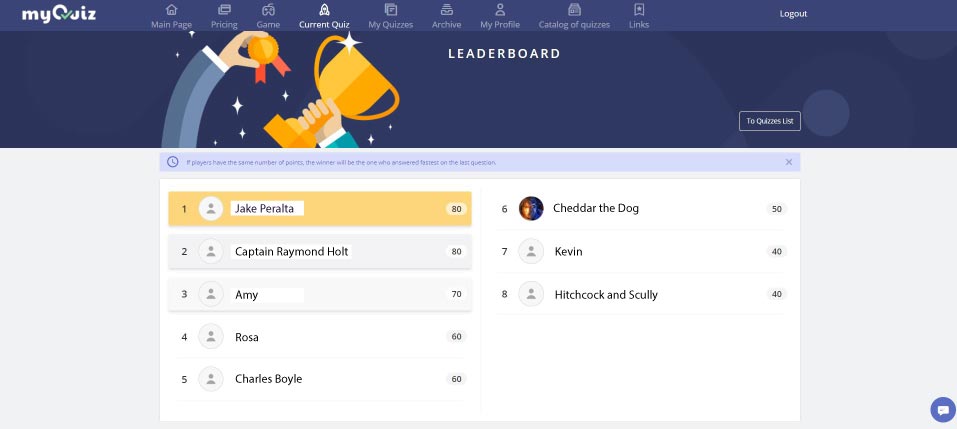 myQuiz
Main Page
Pricing
Game
Current Quiz
My Quizzes
Archive
My Profile
Catalog of quizzes
Links
Logout
LEADERBOARD
To Quizzes List
If players have the same number of points, the winner will be the one who answered fastest on the last question.
1 Jake Peralta 80
2 Captain Raymond Holt 80
3 Amy 70
4 Rosa 60
5 Charles Boyle 60
6 Cheddar the Dog 50
7 Kevin 40
8 Hitchcock and Scully 40